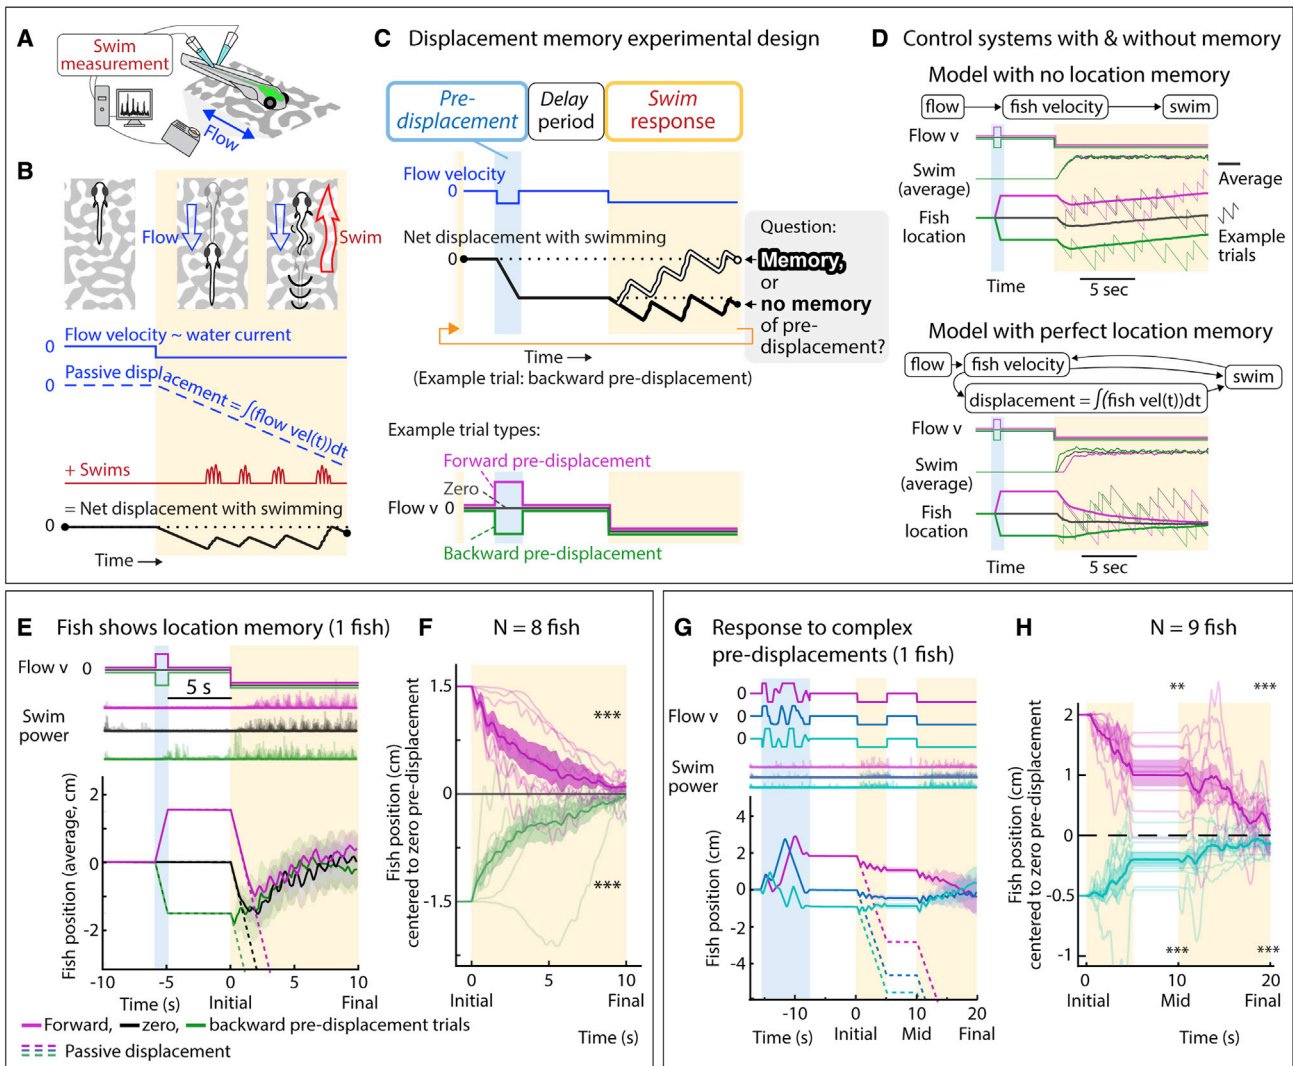 A
Swim
measurement
Flow
B
Flow
Swim
Flow velocity ~ water current
0
Passive displacement = ∫(flow vel(t))dt
0
+ Swims
= Net displacement with swimming
0
Time →
C Displacement memory experimental design
Pre-
displacement
Delay
period
Swim
response
Flow velocity
0
Net displacement with swimming
0
Question:
Memory,
or
no memory
of pre-
displacement?
Time →
(Example trial: backward pre-displacement)
Example trial types:
Forward pre-displacement
Zero
Flow v 0
Backward pre-displacement
D Control systems with & without memory
Model with no location memory
flow
fish velocity
swim
Flow v
Swim
(average)
Fish
location
Average
Example
trials
Time
5 sec
Model with perfect location memory
flow
fish velocity
swim
displacement = ∫(fish vel(t))dt
Flow v
Swim
(average)
Fish
location
Time
5 sec
E Fish shows location memory (1 fish)
Flow v 0
5 s
Swim
power
Fish position (average, cm)
2
0
-2
-10 -5 0 5 10
Time (s) Initial Final
Forward, zero, backward pre-displacement trials
Passive displacement
F N = 8 fish
Fish position (cm)
centered to zero pre-displacement
1.5
0
-1.5
***
***
0 5 10
Initial Final
Time (s)
G Response to complex
pre-displacements (1 fish)
0
Flow v 0
0
Swim
power
Fish position (cm)
4
2
0
-2
-4
-10 0 10 20
Time (s) Initial Mid Final
H N = 9 fish
Fish position (cm)
centered to zero pre-displacement
2
1
0
-0.5
-1
** ***
*** ***
0 10 20
Initial Mid Final
Time (s)